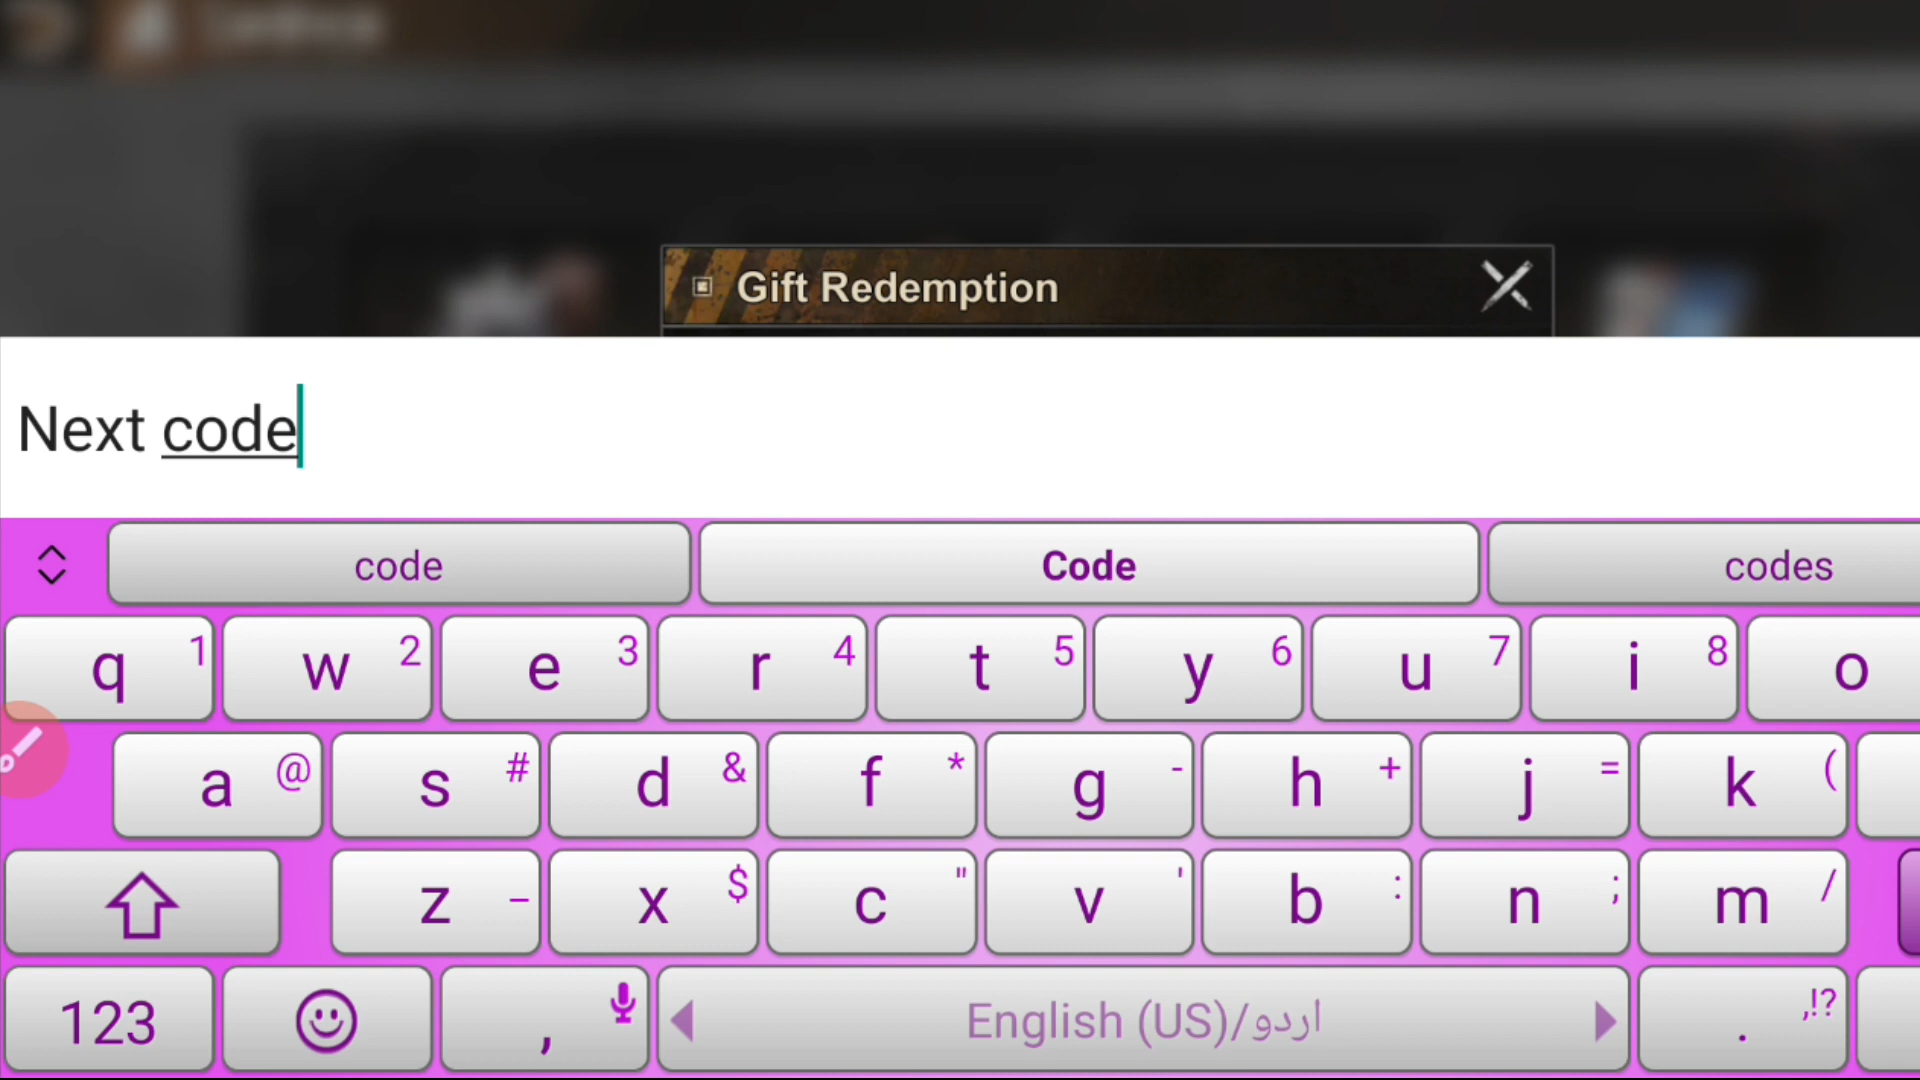 Gift Redemption
Next code
code Code codes
q 1 w 2 e 3 r 4 t 5 y 6 u 7 i 8 o
a @ s # d & f * g - h + j = k (
z _ x $ c " v ' b : n ; m /
123 , English (US)/اردو . ,!?